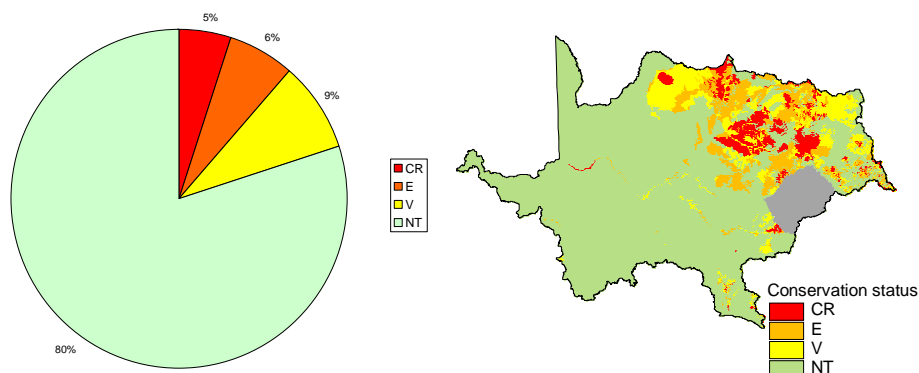 5%
6%
9%
80%
CR
E
V
NT
Conservation status
CR
E
V
NT